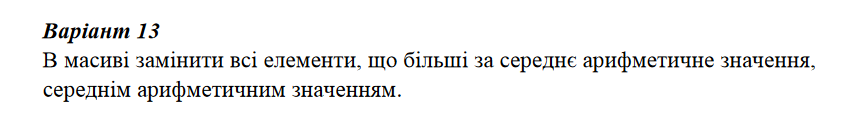 Варіант 13
В масиві замінити всі елементи, що більші за середнє арифметичне значення,
середнім арифметичним значенням.